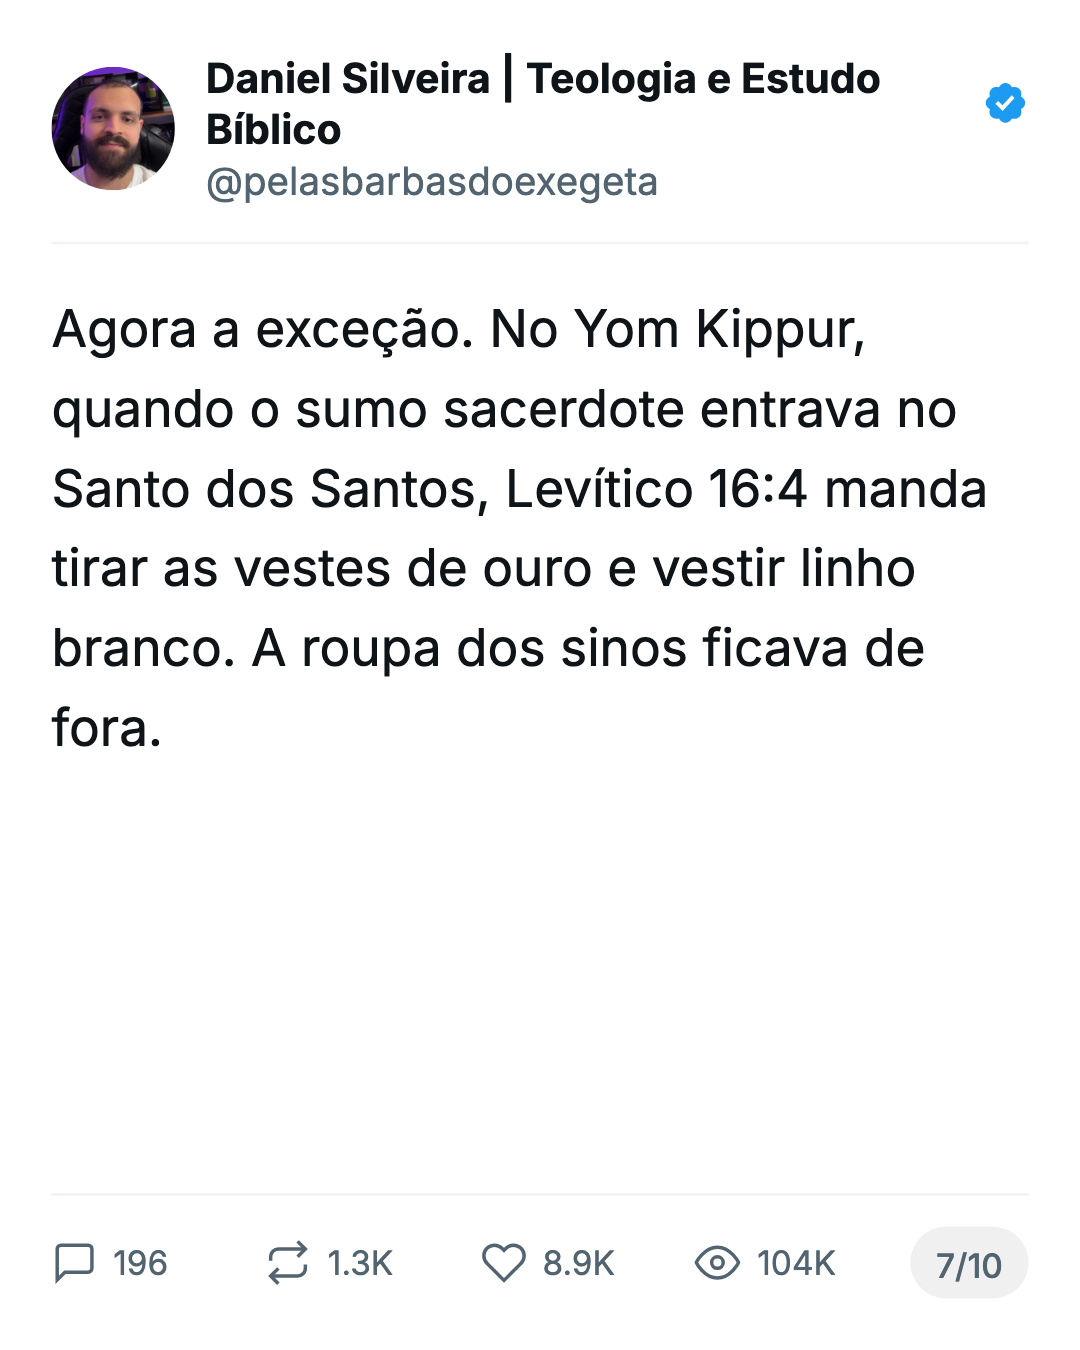 Daniel Silveira | Teologia e Estudo
Bíblico
@pelasbarbasdoexegeta
Agora a exceção. No Yom Kippur,
quando o sumo sacerdote entrava no
Santo dos Santos, Levítico 16:4 manda
tirar as vestes de ouro e vestir linho
branco. A roupa dos sinos ficava de
fora.
196 1.3K 8.9K 104K 7/10